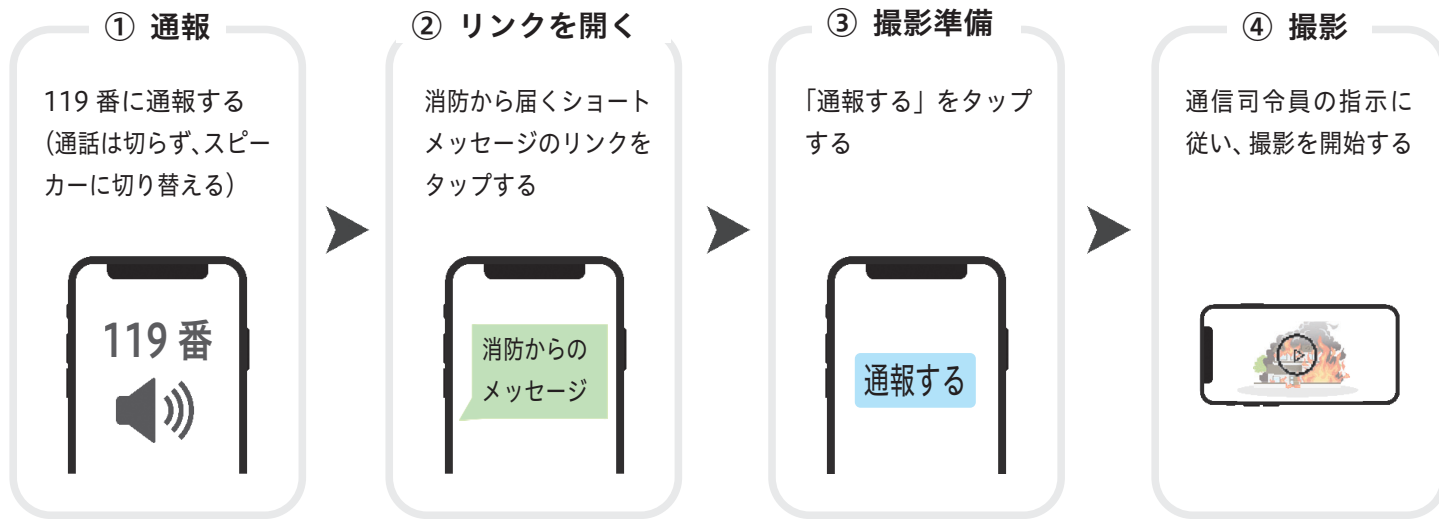 ① 通報
119 番に通報する
（通話は切らず、スピー
カーに切り替える）
119 番
② リンクを開く
消防から届くショート
メッセージのリンクを
タップする
消防からの
メッセージ
③ 撮影準備
「通報する」をタップ
する
通報する
④ 撮影
通信司令員の指示に
従い、撮影を開始する